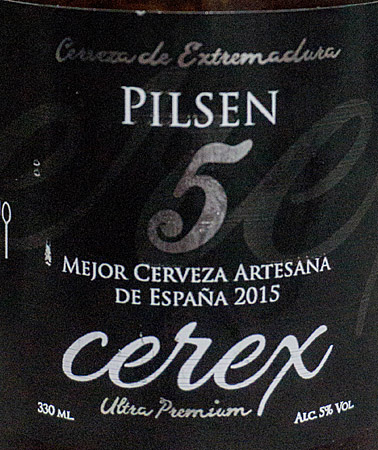 Cerveza de Extremadura
PILSEN
5
MEJOR CERVEZA ARTESANA
DE ESPAÑA 2015
cerex
330 ML.
Ultra Premium
ALC. 5% VOL